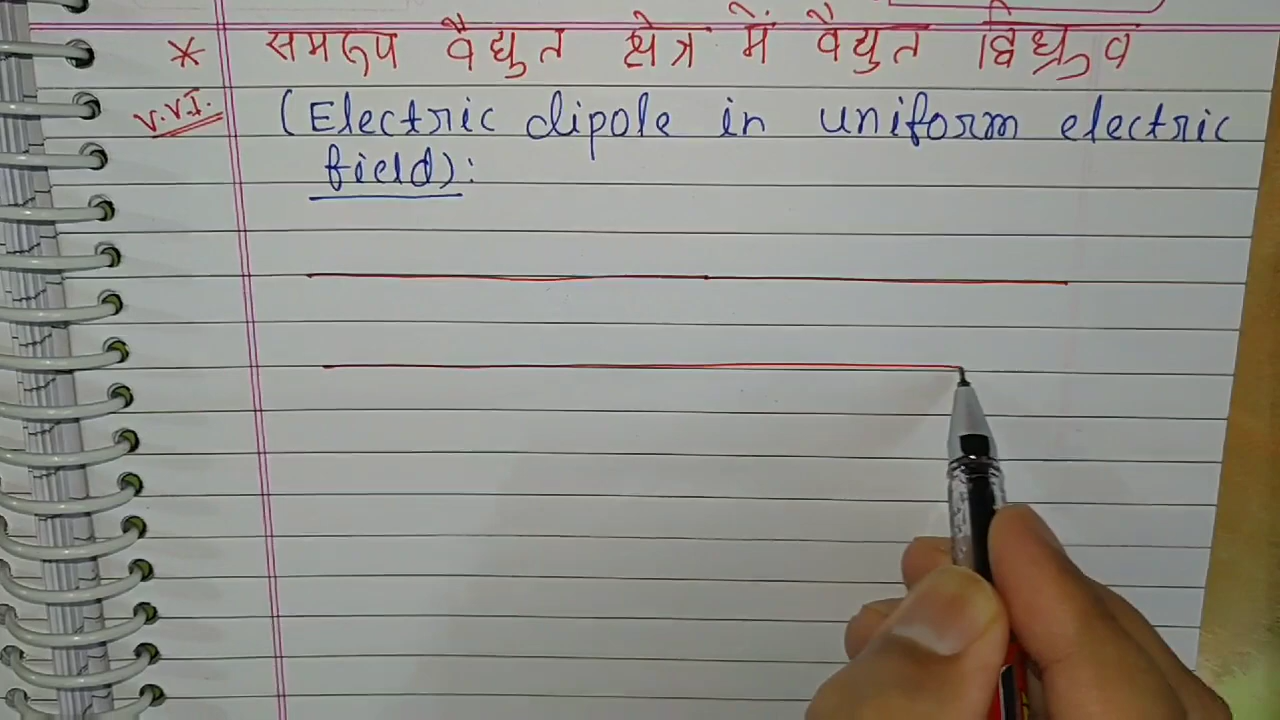 * समरूप वैद्युत क्षेत्र में वैद्युत द्विध्रुव
V.V.I. (Electric dipole in uniform electric
field):